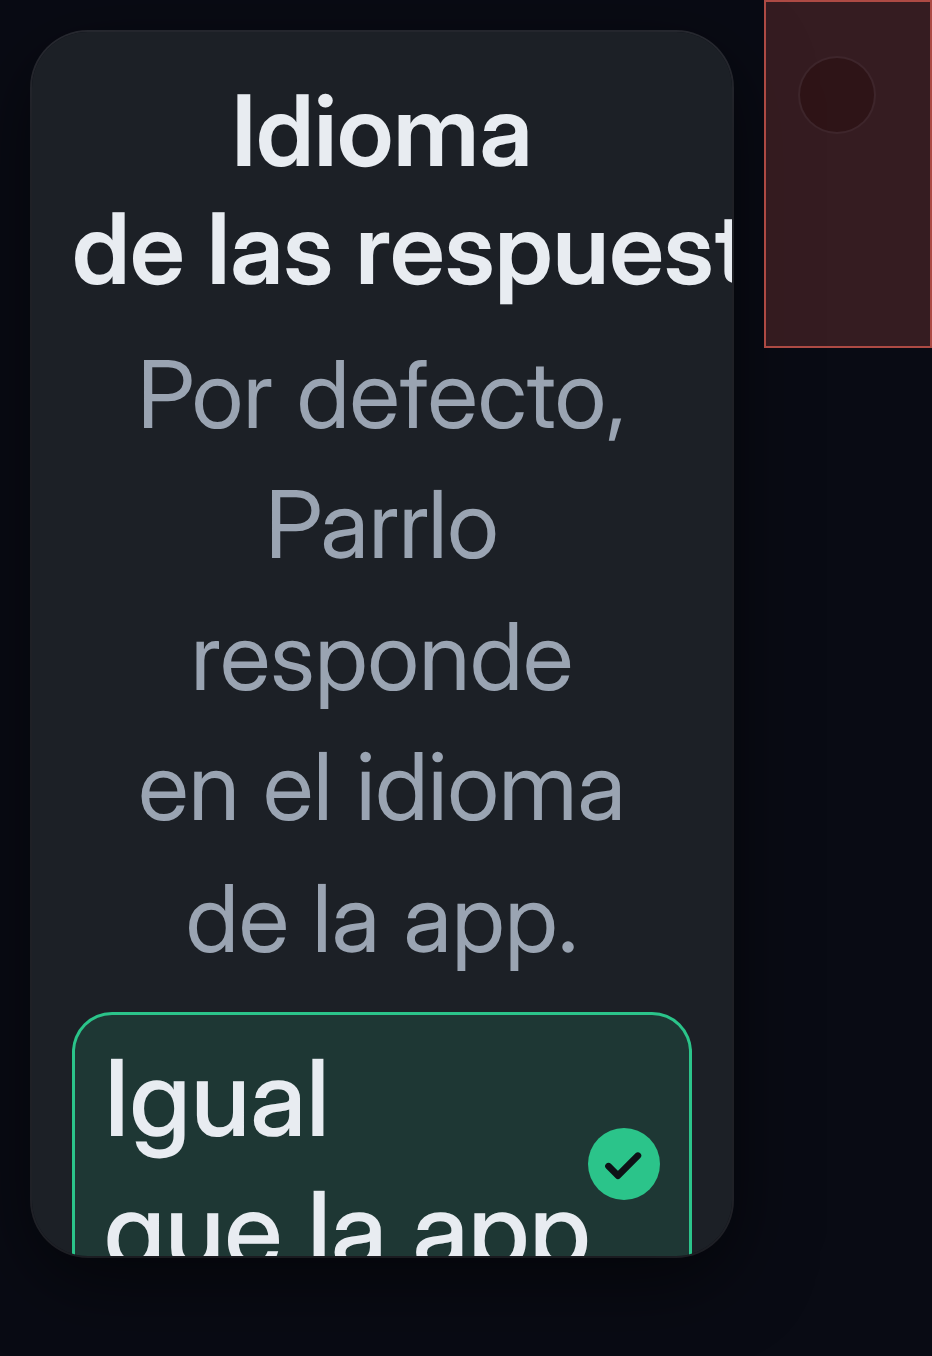 Idioma
de las respuest
Por defecto,
Parrlo
responde
en el idioma
de la app.
Igual
que la app